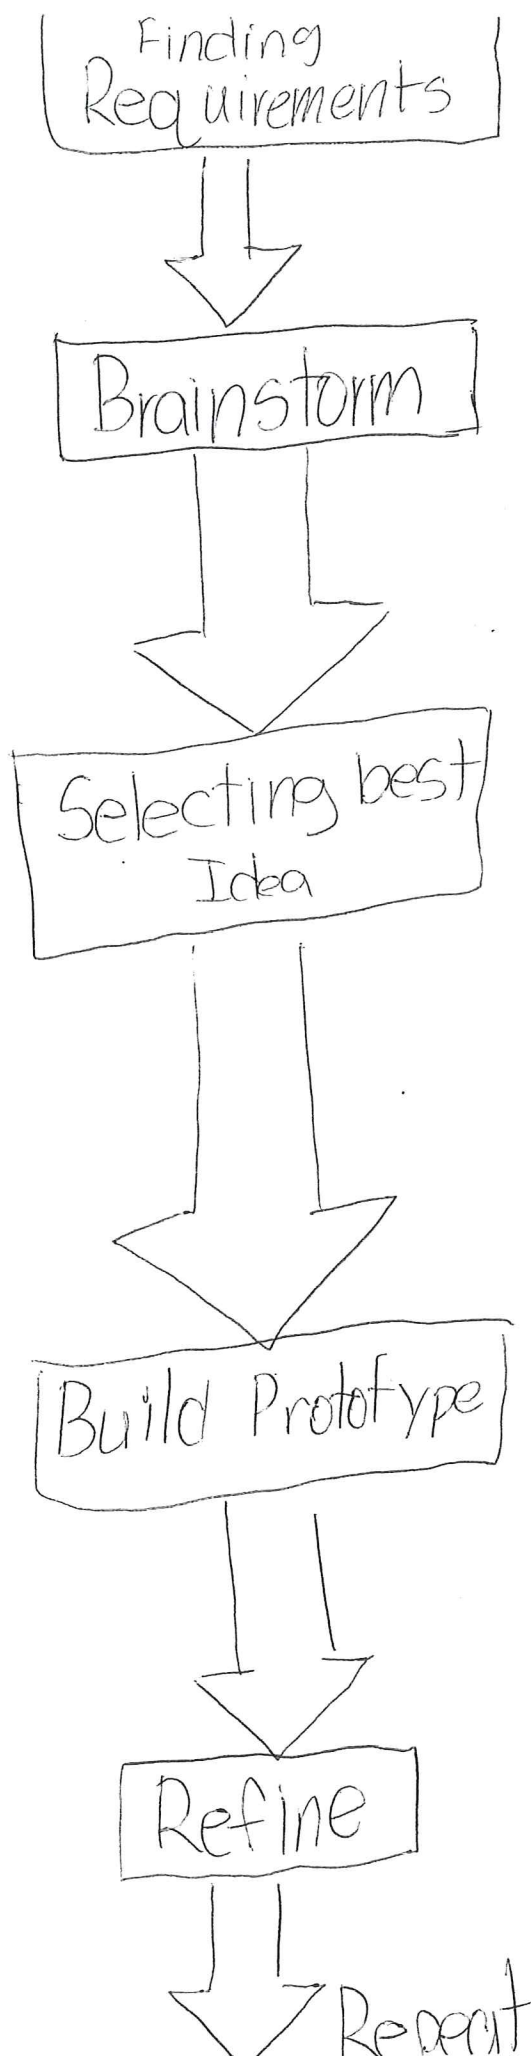 Finding
Requirements
Brainstorm
Selecting best
Idea
Build Prototype
Refine
Repeat